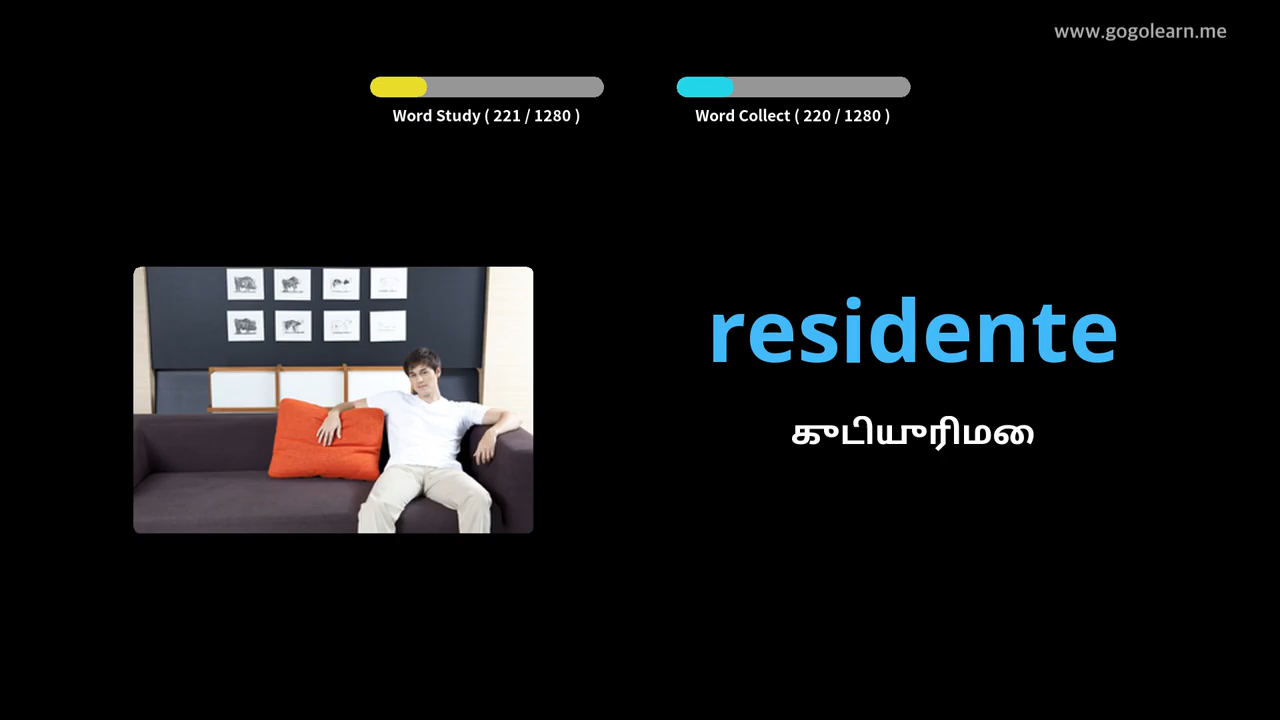 www.gogolearn.me
Word Study ( 221 / 1280 )
Word Collect ( 220 / 1280 )
residente
குடியுரிமை